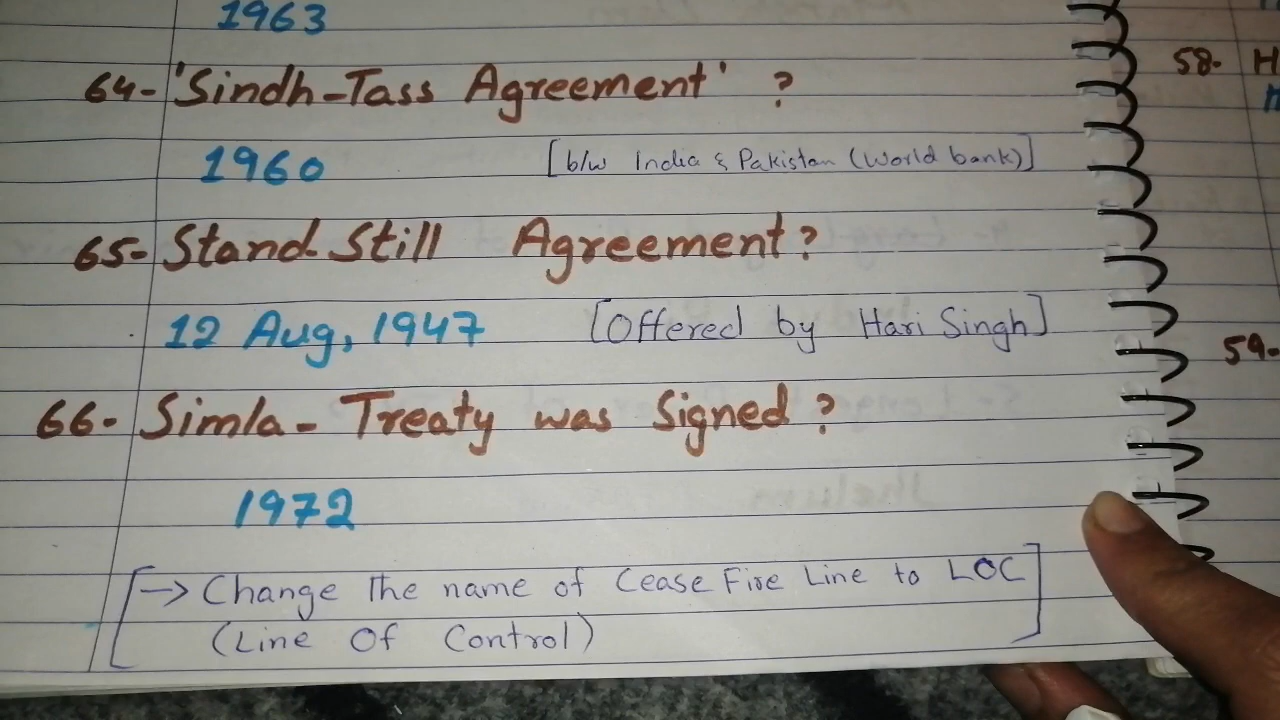 1963
64- 'Sindh-Tass Agreement' ?
1960 [b/w India & Pakistan (World bank)]
65- Stand Still Agreement?
12 Aug, 1947 [Offered by Hari Singh]
66- Simla- Treaty was Signed ?
1972
[→ Change the name of Cease Fire Line to LOC
(Line Of Control)]
58- H
59-